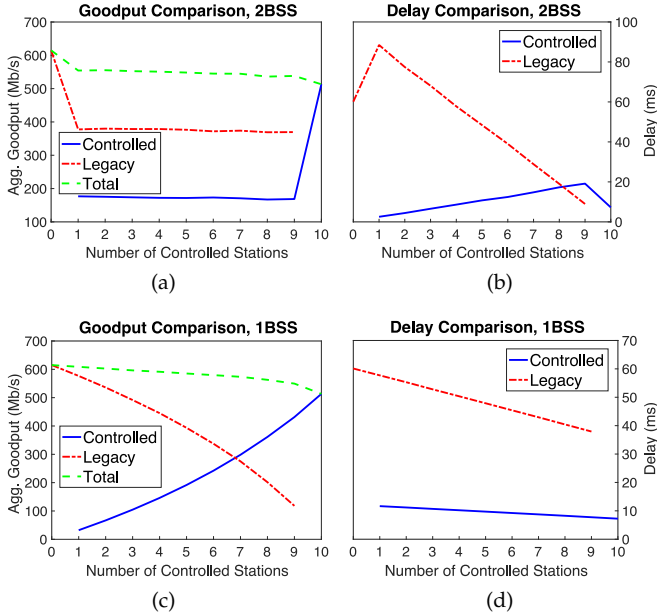 Goodput Comparison, 2BSS
Agg. Goodput (Mb/s)
700
600
500
400
300
200
100
Controlled
Legacy
Total
0 1 2 3 4 5 6 7 8 9 10
Number of Controlled Stations
(a)
Delay Comparison, 2BSS
Controlled
Legacy
100
80
60
40
20
0
Delay (ms)
0 1 2 3 4 5 6 7 8 9 10
Number of Controlled Stations
(b)
Goodput Comparison, 1BSS
Agg. Goodput (Mb/s)
700
600
500
400
300
200
100
0
Controlled
Legacy
Total
0 1 2 3 4 5 6 7 8 9 10
Number of Controlled Stations
(c)
Delay Comparison, 1BSS
Controlled
Legacy
70
60
50
40
30
20
10
0
Delay (ms)
0 1 2 3 4 5 6 7 8 9 10
Number of Controlled Stations
(d)